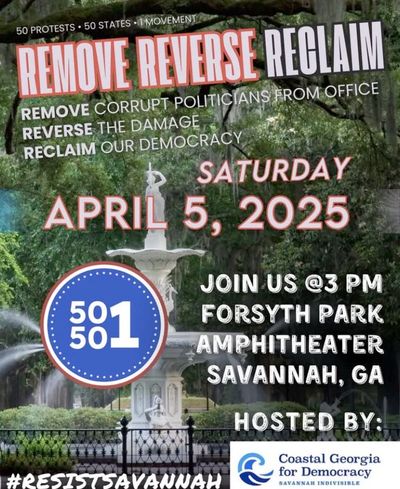 50 PROTESTS • 50 STATES • 1 MOVEMENT
REMOVE REVERSE RECLAIM
REMOVE CORRUPT POLITICIANS FROM OFFICE
REVERSE THE DAMAGE
RECLAIM OUR DEMOCRACY
SATURDAY
APRIL 5, 2025
50
50
1
JOIN US @3 PM
FORSYTH PARK
AMPHITHEATER
SAVANNAH, GA
HOSTED BY:
Coastal Georgia
for Democracy
SAVANNAH INDIVISIBLE
#RESISTSAVANNAH